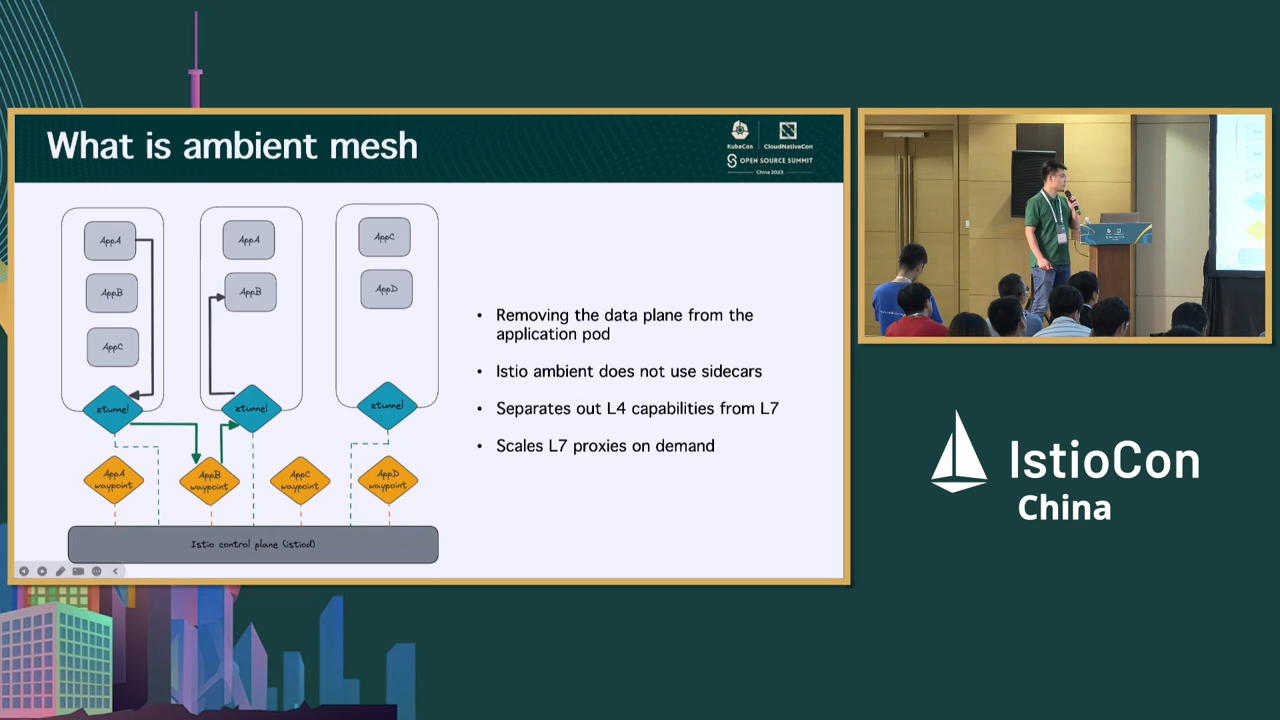 What is ambient mesh
KubeCon
CloudNativeCon
OPEN SOURCE SUMMIT
China 2023
AppA
AppA
AppC
AppB
AppB
AppD
AppC
ztunnel
ztunnel
ztunnel
AppA
waypoint
AppB
waypoint
AppC
waypoint
AppD
waypoint
Istio control plane (istiod)
• Removing the data plane from the
application pod
• Istio ambient does not use sidecars
• Separates out L4 capabilities from L7
• Scales L7 proxies on demand
IstioCon
China